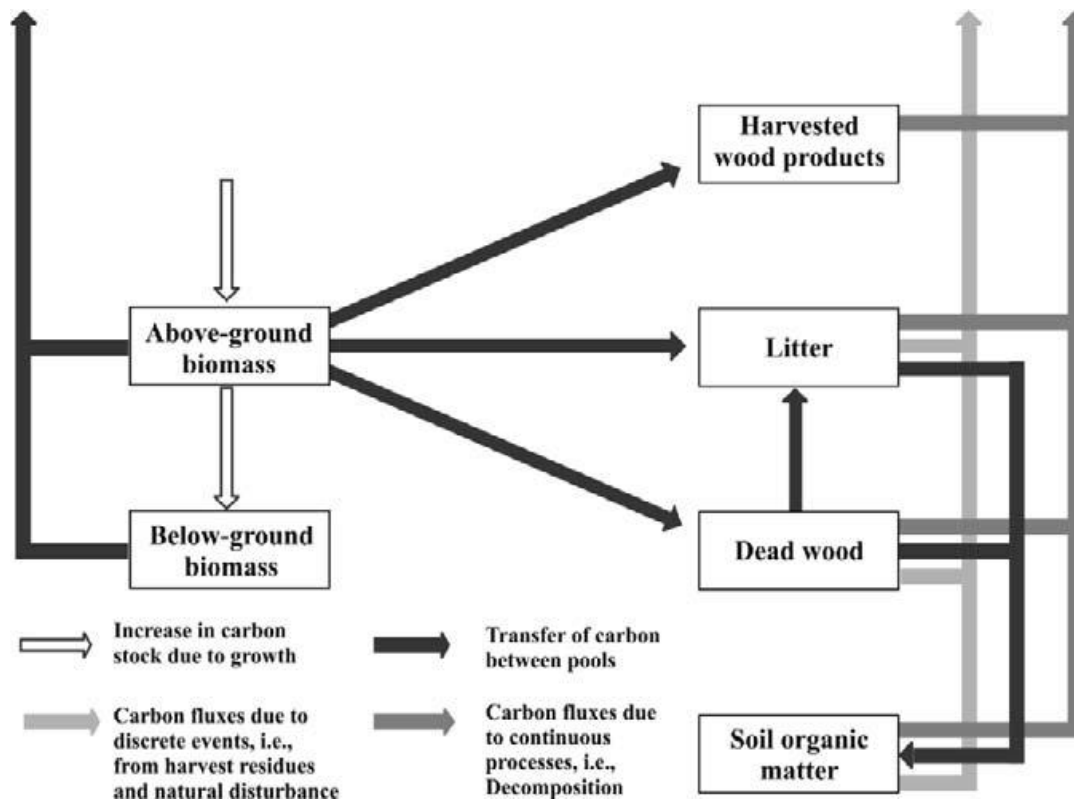 Harvested
wood products
Above-ground
biomass
Litter
Below-ground
biomass
Dead wood
Increase in carbon
stock due to growth
Transfer of carbon
between pools
Carbon fluxes due to
discrete events, i.e.,
from harvest residues
and natural disturbance
Carbon fluxes due
to continuous
processes, i.e.,
Decomposition
Soil organic
matter